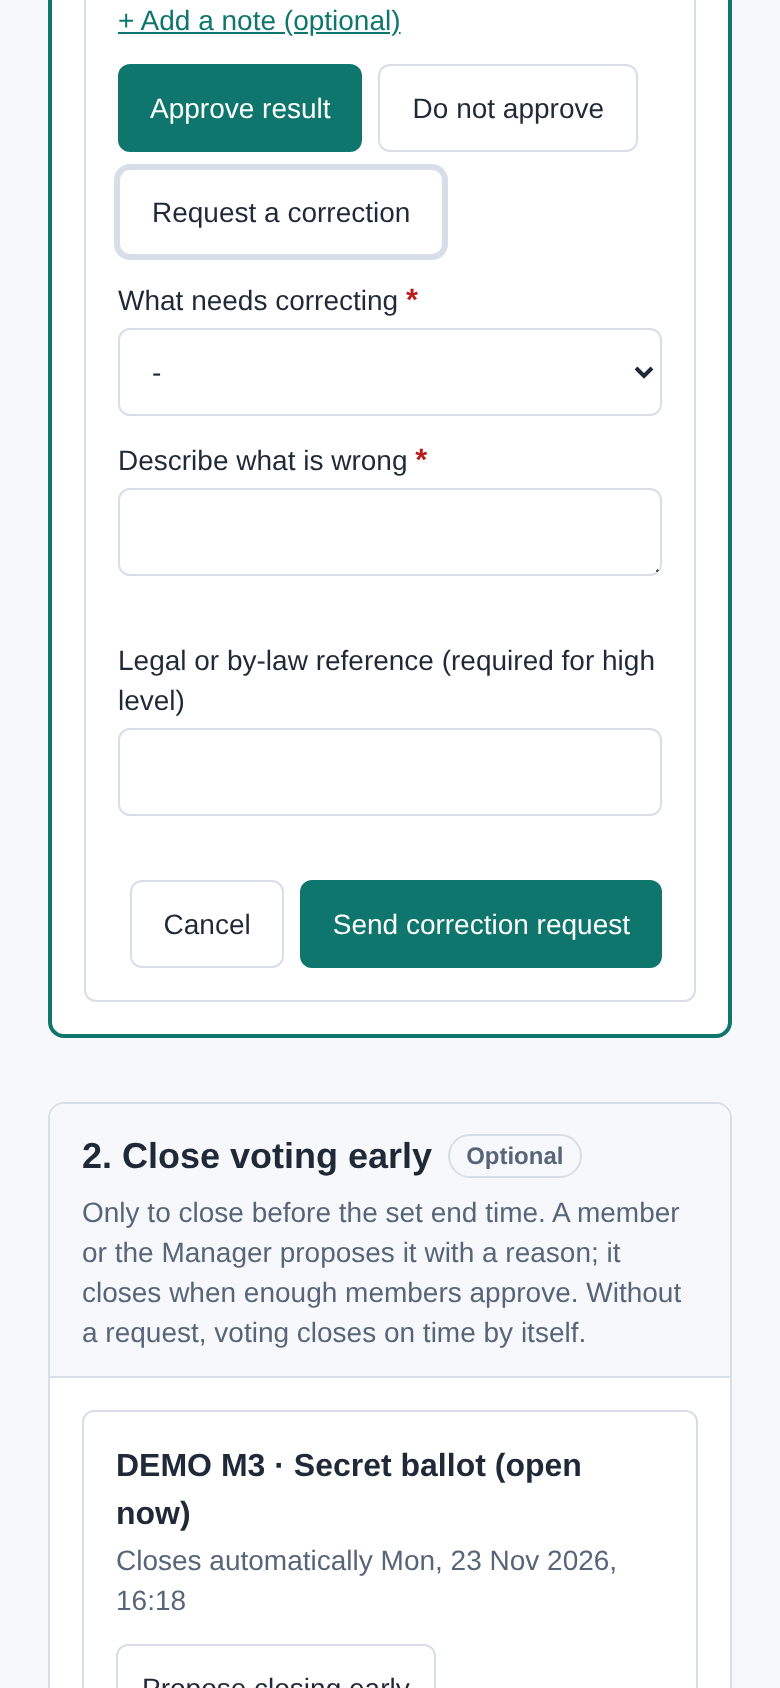 + Add a note (optional)
Approve result
Do not approve
Request a correction
What needs correcting *
-
Describe what is wrong *
Legal or by-law reference (required for high
level)
Cancel
Send correction request
2. Close voting early
Optional
Only to close before the set end time. A member
or the Manager proposes it with a reason; it
closes when enough members approve. Without
a request, voting closes on time by itself.
DEMO M3 · Secret ballot (open
now)
Closes automatically Mon, 23 Nov 2026,
16:18
Propose closing early